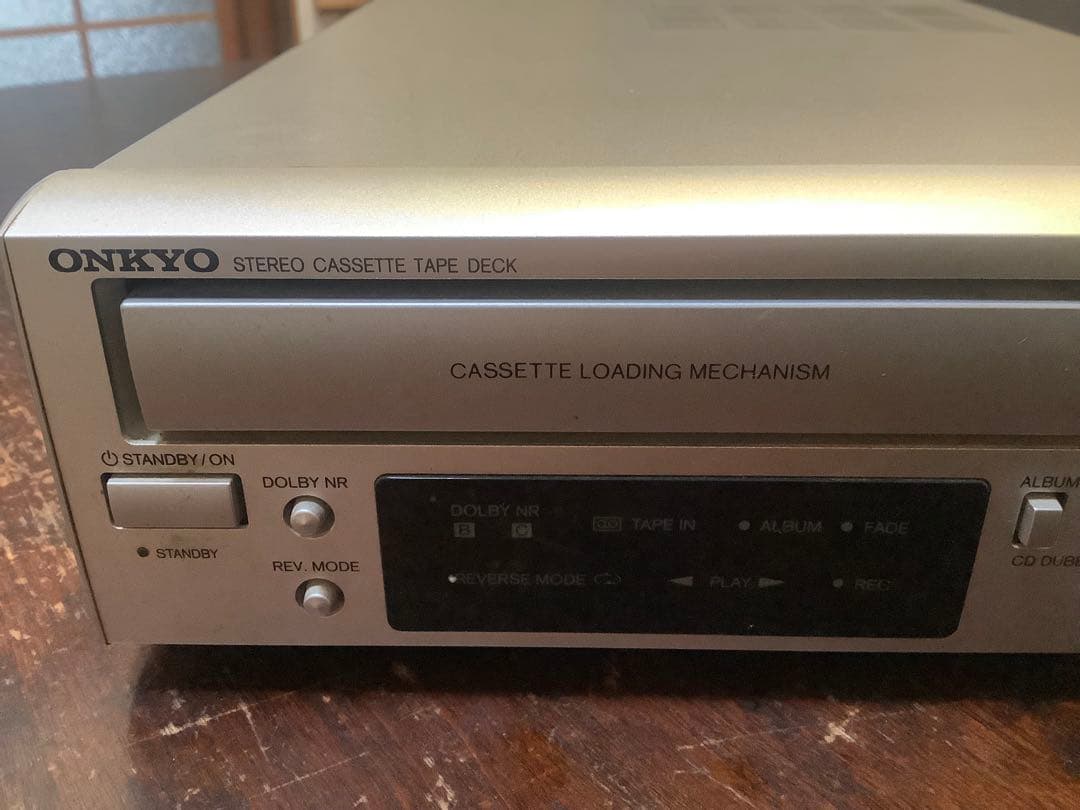 ONKYO STEREO CASSETTE TAPE DECK
CASSETTE LOADING MECHANISM
STANDBY/ON
DOLBY NR
STANDBY
REV. MODE
DOLBY NR
B C
TAPE IN
ALBUM
FADE
REVERSE MODE
PLAY
REC
ALBUM
CD